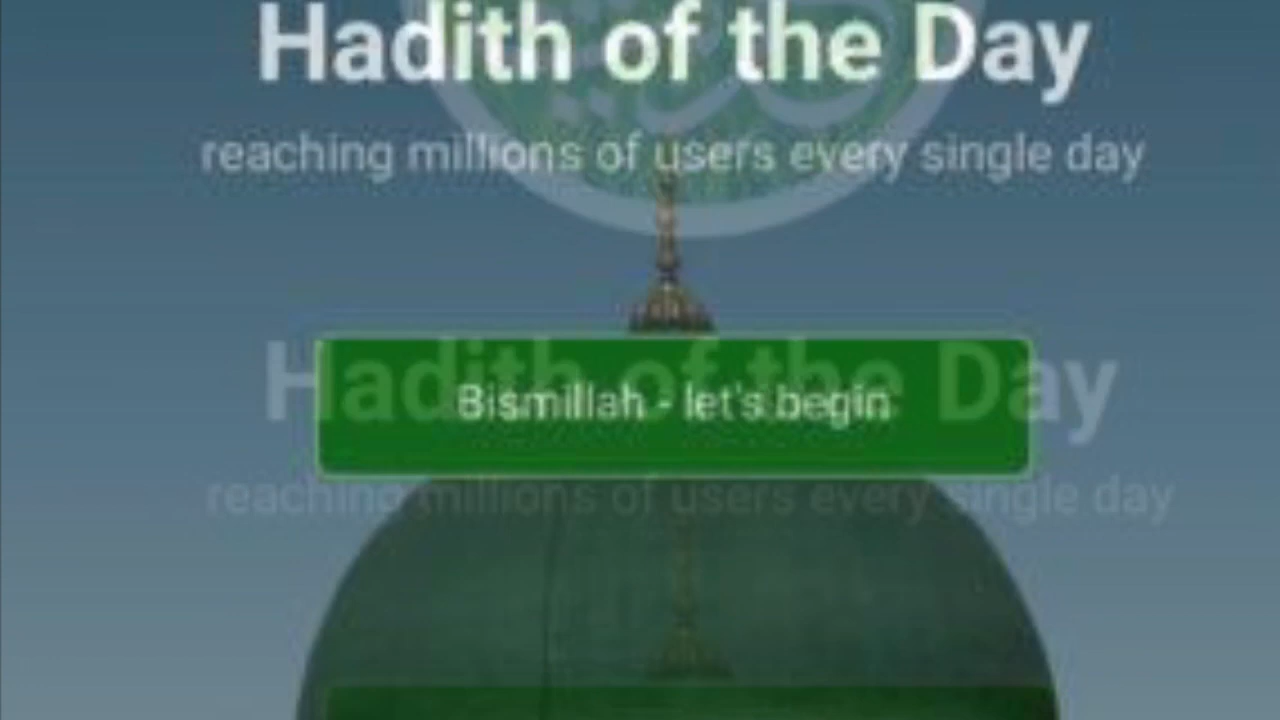 Hadith of the Day
reaching millions of users every single day
Hadith of the Day
Bismillah - let's begin
reaching millions of users every single day